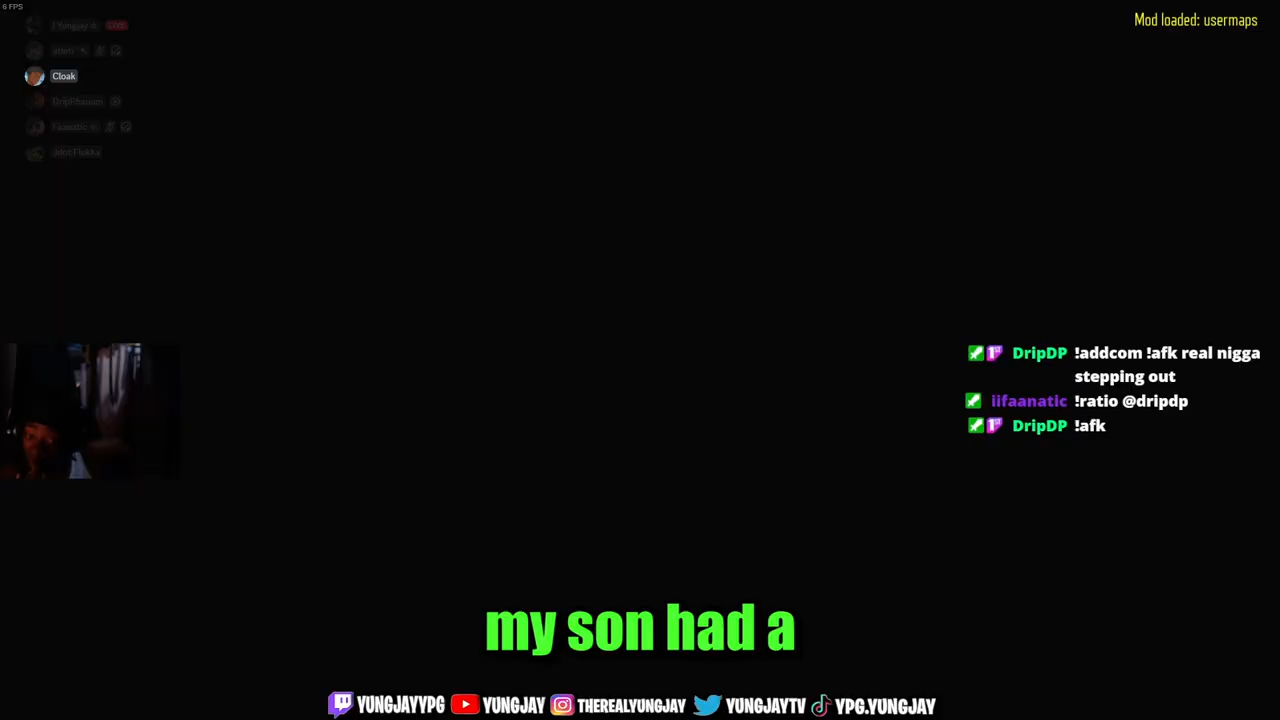 6 FPS
Mod loaded: usermaps
Cloak
DripDP !addcom !afk real nigga
stepping out
iifaanatic !ratio @dripdp
DripDP !afk
my son had a
YUNGJAYYPG YUNGJAY THEREALYUNGJAY YUNGJAYTV YPG.YUNGJAY